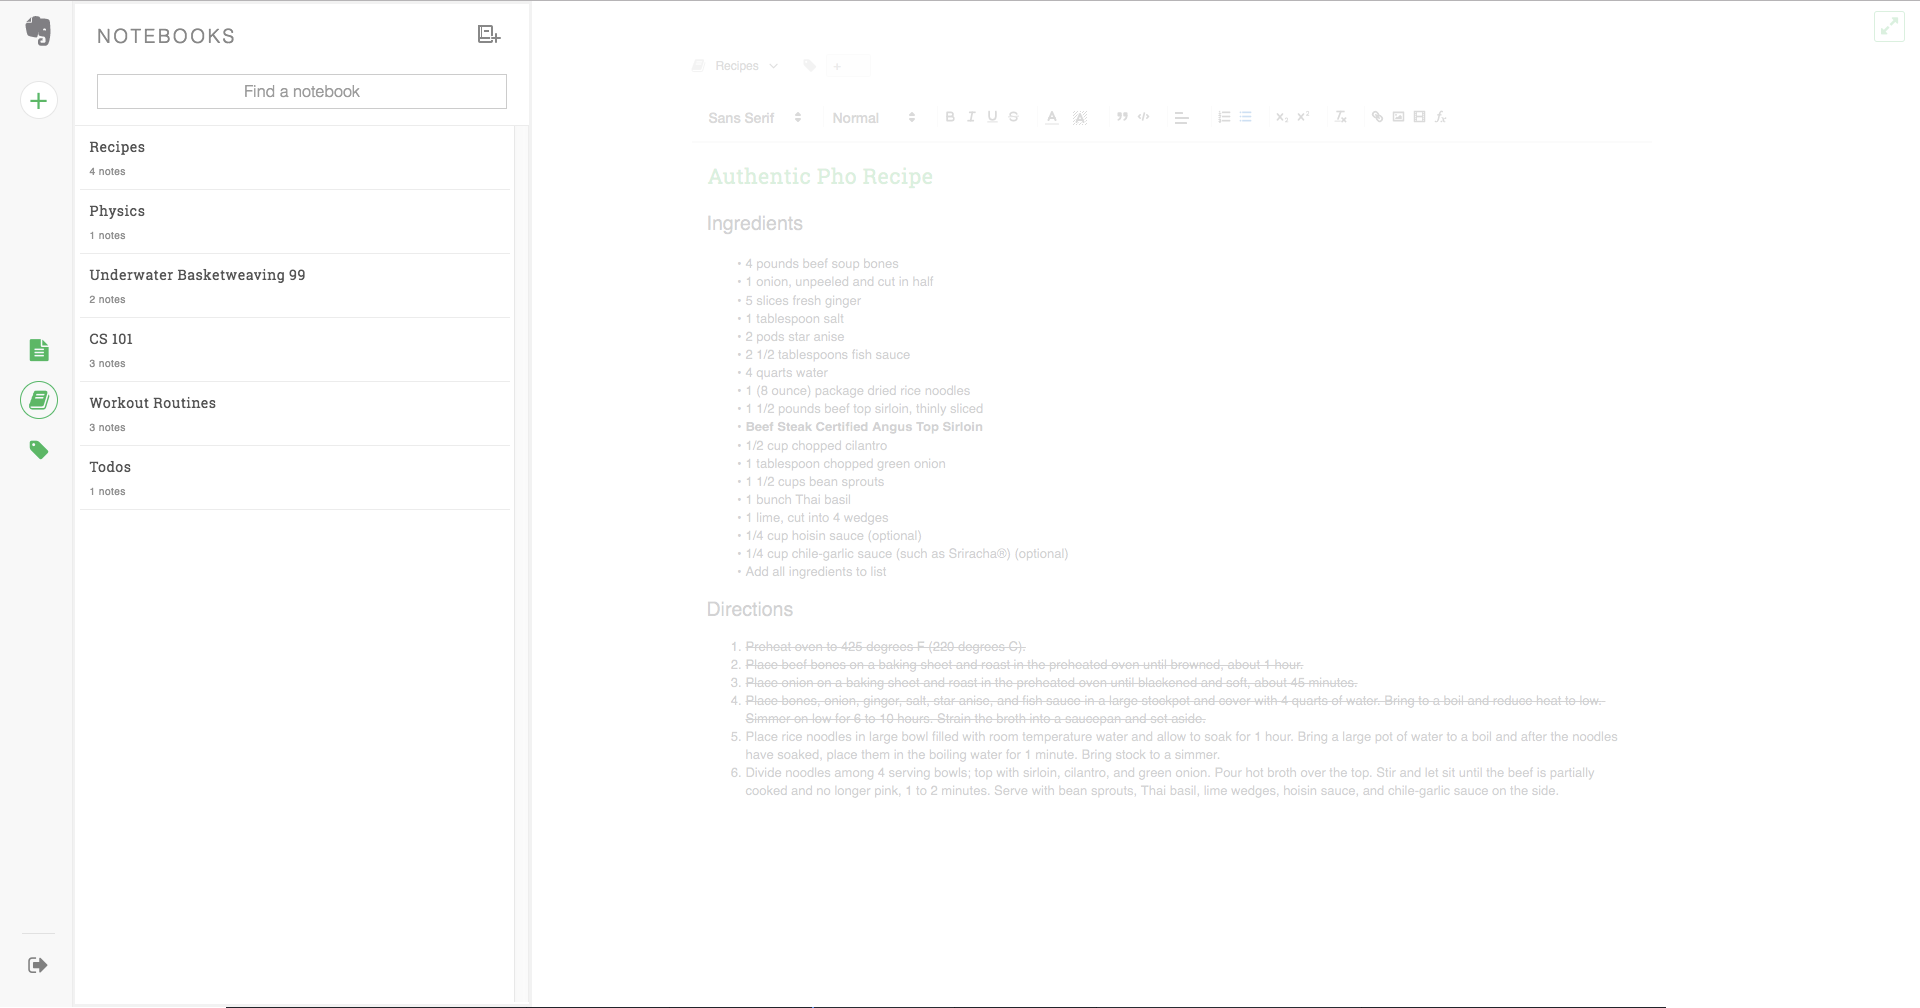 NOTEBOOKS
Find a notebook
Recipes
4 notes
Physics
1 notes
Underwater Basketweaving 99
2 notes
CS 101
3 notes
Workout Routines
3 notes
Todos
1 notes
Recipes
+
Sans Serif Normal B I U S A A ” </> X₂ X² Tx fx
Authentic Pho Recipe
Ingredients
• 4 pounds beef soup bones
• 1 onion, unpeeled and cut in half
• 5 slices fresh ginger
• 1 tablespoon salt
• 2 pods star anise
• 2 1/2 tablespoons fish sauce
• 4 quarts water
• 1 (8 ounce) package dried rice noodles
• 1 1/2 pounds beef top sirloin, thinly sliced
• Beef Steak Certified Angus Top Sirloin
• 1/2 cup chopped cilantro
• 1 tablespoon chopped green onion
• 1 1/2 cups bean sprouts
• 1 bunch Thai basil
• 1 lime, cut into 4 wedges
• 1/4 cup hoisin sauce (optional)
• 1/4 cup chile-garlic sauce (such as Sriracha®) (optional)
• Add all ingredients to list
Directions
1. Preheat oven to 425 degrees F (220 degrees C).
2. Place beef bones on a baking sheet and roast in the preheated oven until browned, about 1 hour.
3. Place onion on a baking sheet and roast in the preheated oven until blackened and soft, about 45 minutes.
4. Place bones, onion, ginger, salt, star anise, and fish sauce in a large stockpot and cover with 4 quarts of water. Bring to a boil and reduce heat to low.
Simmer on low for 6 to 10 hours. Strain the broth into a saucepan and set aside.
5. Place rice noodles in large bowl filled with room temperature water and allow to soak for 1 hour. Bring a large pot of water to a boil and after the noodles
have soaked, place them in the boiling water for 1 minute. Bring stock to a simmer.
6. Divide noodles among 4 serving bowls; top with sirloin, cilantro, and green onion. Pour hot broth over the top. Stir and let sit until the beef is partially
cooked and no longer pink, 1 to 2 minutes. Serve with bean sprouts, Thai basil, lime wedges, hoisin sauce, and chile-garlic sauce on the side.